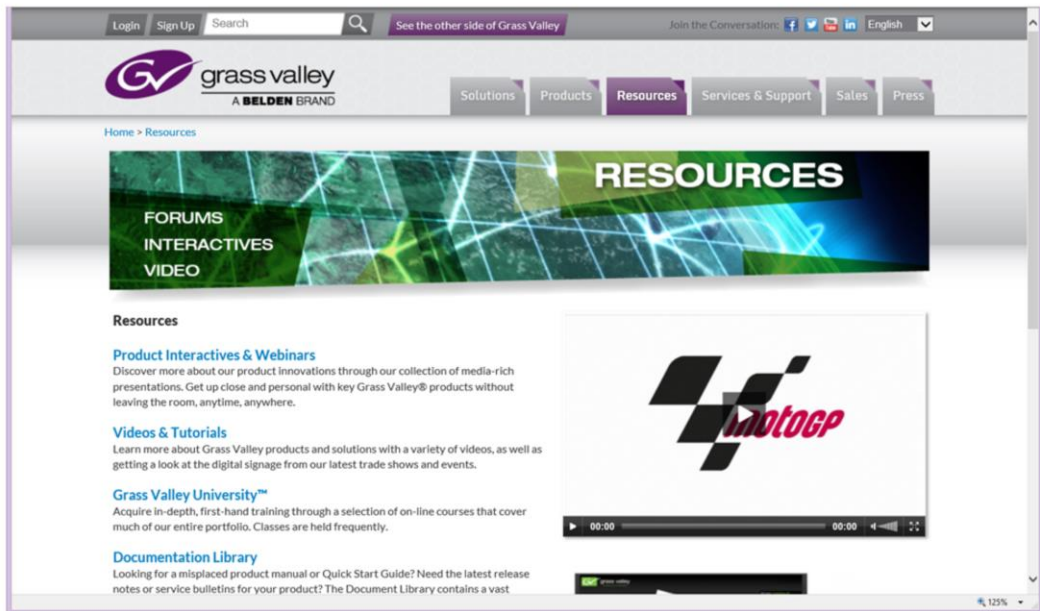 Login Sign Up Search See the other side of Grass Valley Join the Conversation: f You Tube in English
GV grass valley
A BELDEN BRAND
Solutions Products Resources Services & Support Sales Press
Home > Resources
RESOURCES
FORUMS
INTERACTIVES
VIDEO
Resources
Product Interactives & Webinars
Discover more about our product innovations through our collection of media-rich
presentations. Get up close and personal with key Grass Valley® products without
leaving the room, anytime, anywhere.
Videos & Tutorials
Learn more about Grass Valley products and solutions with a variety of videos, as well as
getting a look at the digital signage from our latest trade shows and events.
Grass Valley University™
Acquire in-depth, first-hand training through a selection of on-line courses that cover
much of our entire portfolio. Classes are held frequently.
Documentation Library
Looking for a misplaced product manual or Quick Start Guide? Need the latest release
notes or service bulletins for your product? The Document Library contains a vast
motoGP
00:00 00:00
GV grass valley
125%